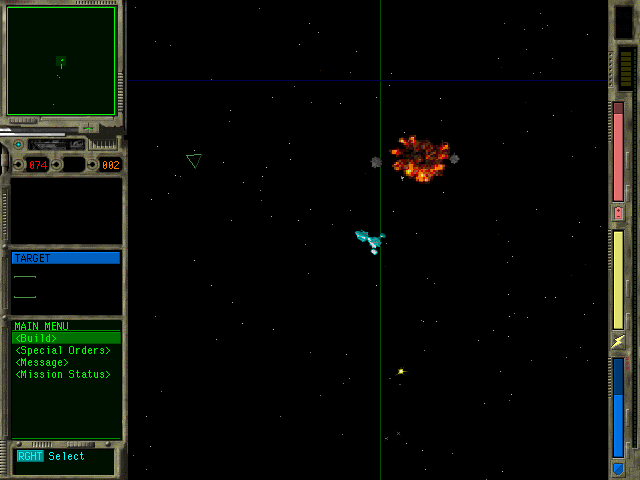 074 002
TARGET
MAIN MENU
<Build>
<Special Orders>
<Message>
<Mission Status>
RGHT Select